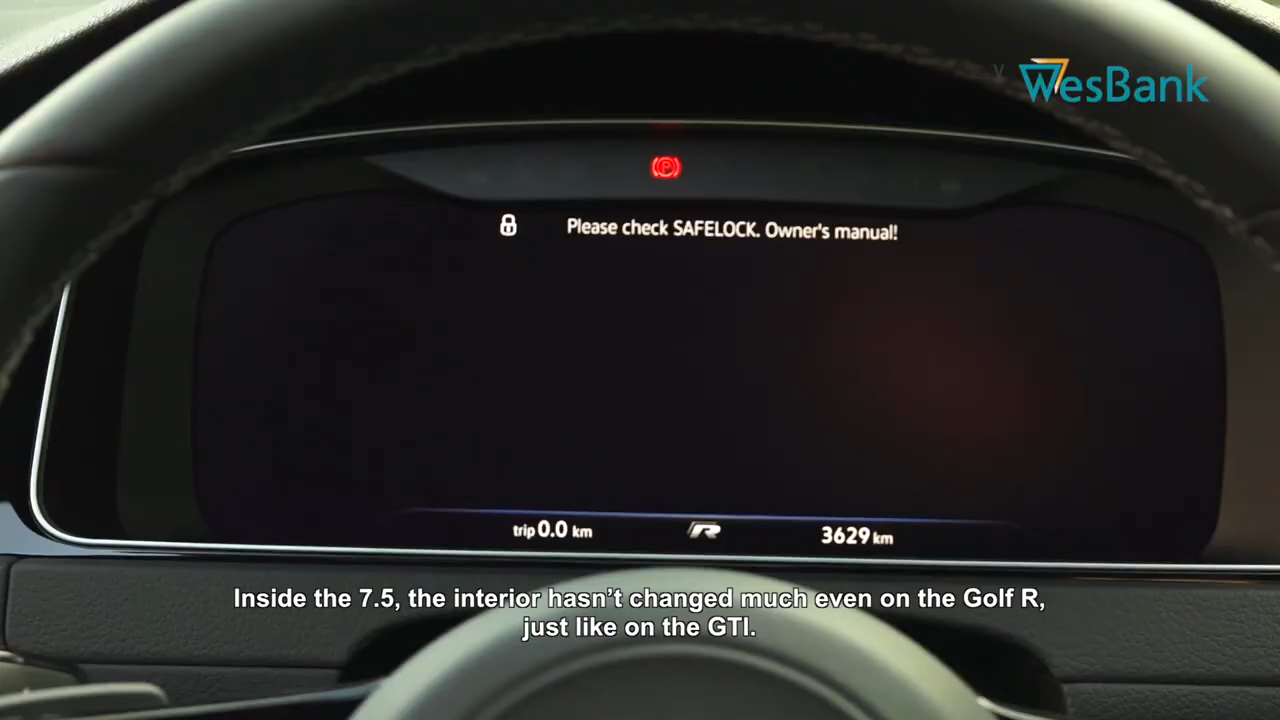 WesBank
Please check SAFELOCK. Owner's manual!
trip 0.0 km
R
3629 km
Inside the 7.5, the interior hasn’t changed much even on the Golf R,
just like on the GTI.